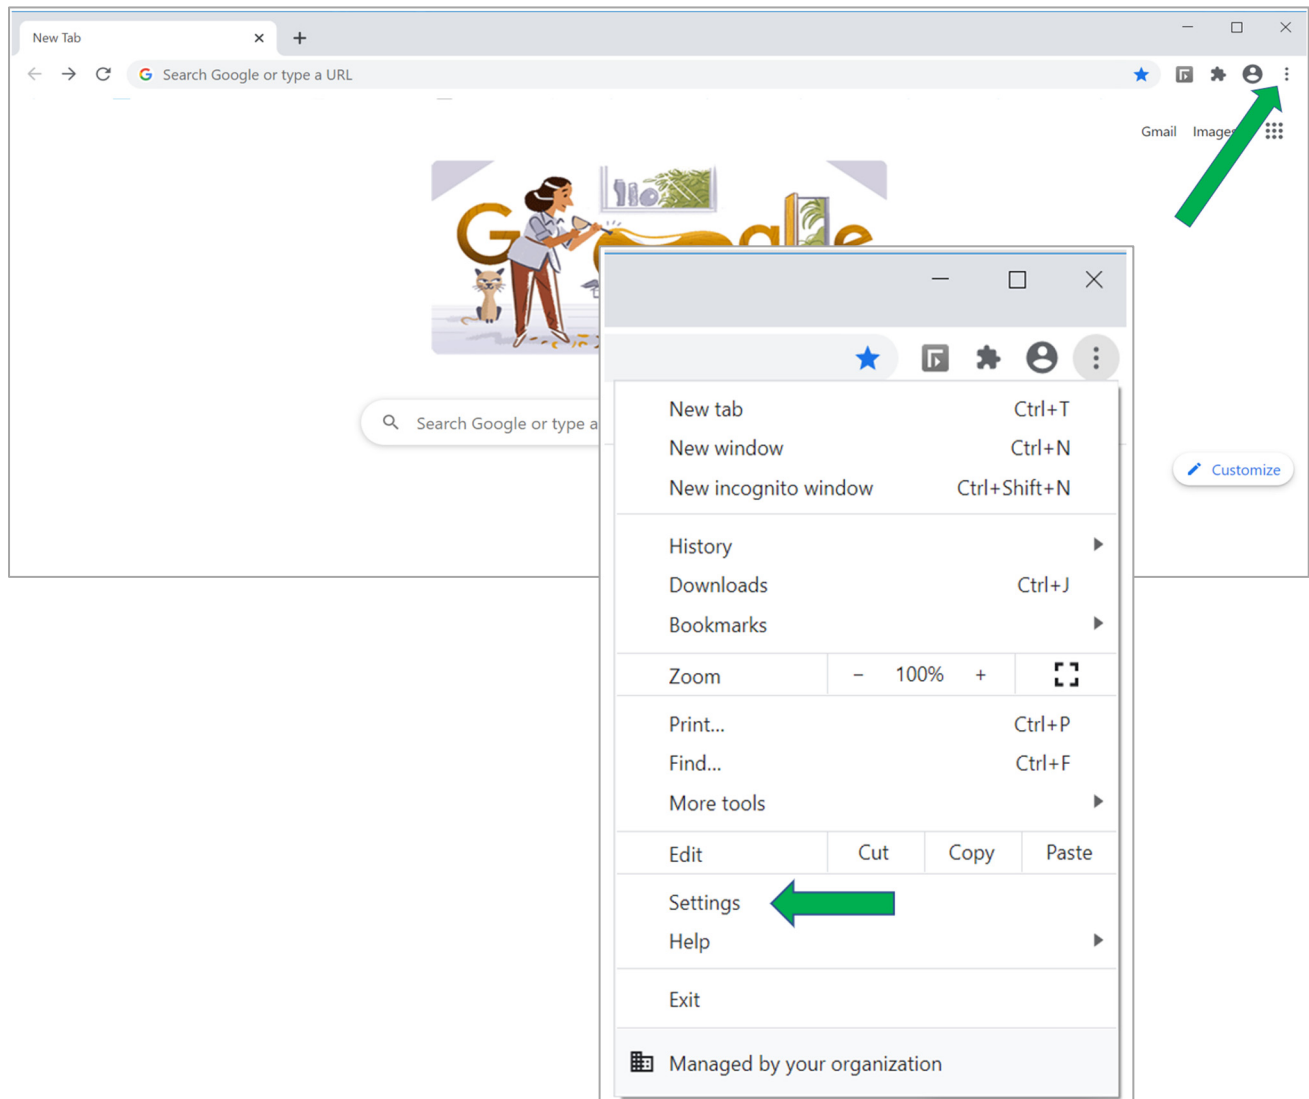 New Tab
Search Google or type a URL
Gmail Images
Google
Search Google or type a
Customize
New tab Ctrl+T
New window Ctrl+N
New incognito window Ctrl+Shift+N
History
Downloads Ctrl+J
Bookmarks
Zoom - 100% +
Print... Ctrl+P
Find... Ctrl+F
More tools
Edit Cut Copy Paste
Settings
Help
Exit
Managed by your organization